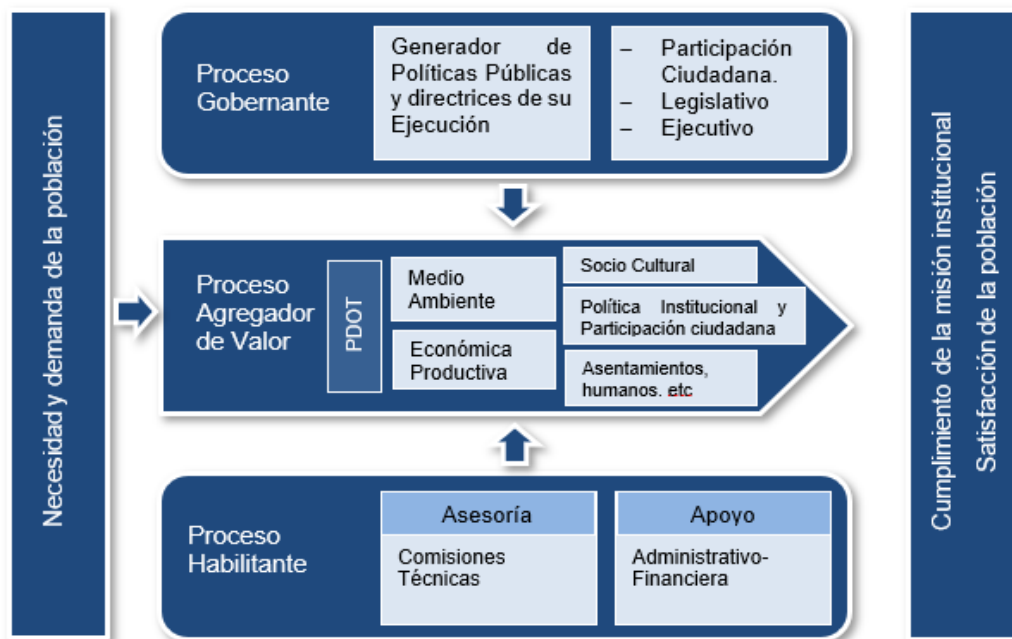 Necesidad y demanda de la población
Proceso
Gobernante
Generador de
Políticas Públicas
y directrices de su
Ejecución
– Participación
Ciudadana.
– Legislativo
– Ejecutivo
Proceso
Agregador
de Valor
PDOT
Medio
Ambiente
Económica
Productiva
Socio Cultural
Política Institucional y
Participación ciudadana
Asentamientos,
humanos. etc
Proceso
Habilitante
Asesoría
Comisiones
Técnicas
Apoyo
Administrativo-
Financiera
Cumplimiento de la misión institucional
Satisfacción de la población